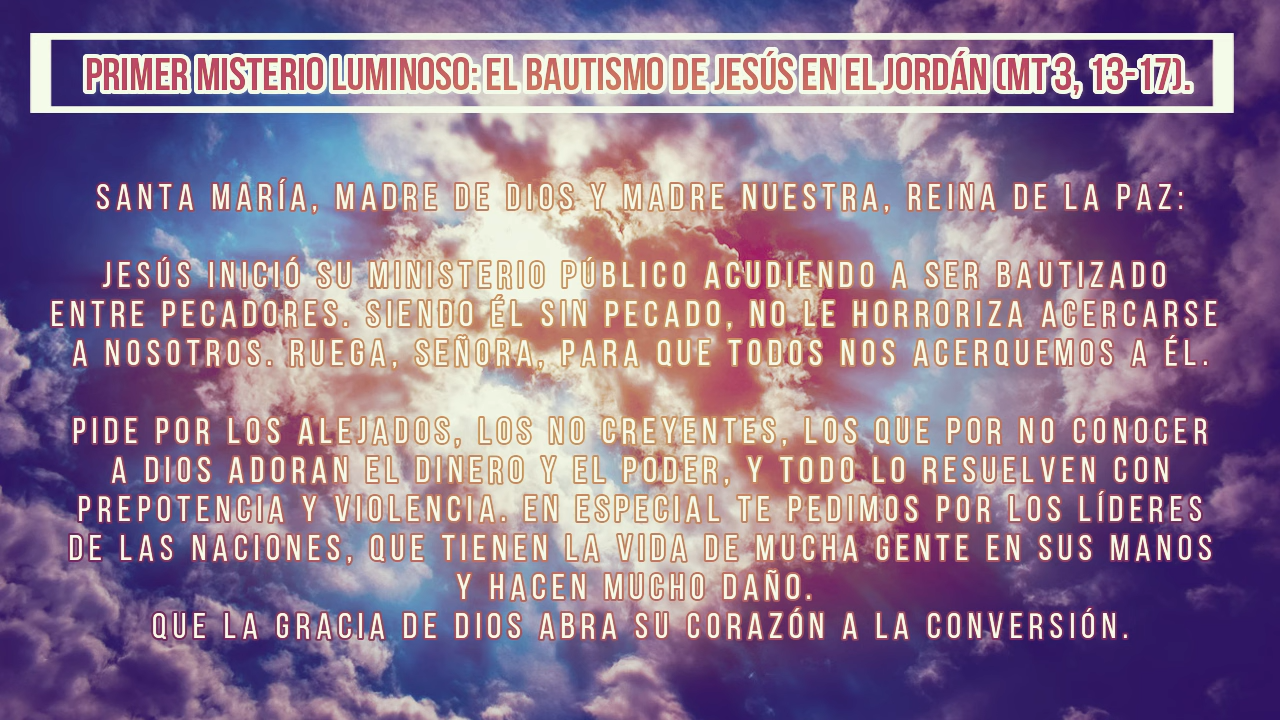 PRIMER MISTERIO LUMINOSO: EL BAUTISMO DE JESÚS EN EL JORDÁN (MT 3, 13-17).
SANTA MARÍA, MADRE DE DIOS Y MADRE NUESTRA, REINA DE LA PAZ:
JESÚS INICIÓ SU MINISTERIO PÚBLICO ACUDIENDO A SER BAUTIZADO
ENTRE PECADORES. SIENDO ÉL SIN PECADO, NO LE HORRORIZA ACERCARSE
A NOSOTROS. RUEGA, SEÑORA, PARA QUE TODOS NOS ACERQUEMOS A ÉL.
PIDE POR LOS ALEJADOS, LOS NO CREYENTES, LOS QUE POR NO CONOCER
A DIOS ADORAN EL DINERO Y EL PODER, Y TODO LO RESUELVEN CON
PREPOTENCIA Y VIOLENCIA. EN ESPECIAL TE PEDIMOS POR LOS LÍDERES
DE LAS NACIONES, QUE TIENEN LA VIDA DE MUCHA GENTE EN SUS MANOS
Y HACEN MUCHO DAÑO.
QUE LA GRACIA DE DIOS ABRA SU CORAZÓN A LA CONVERSIÓN.